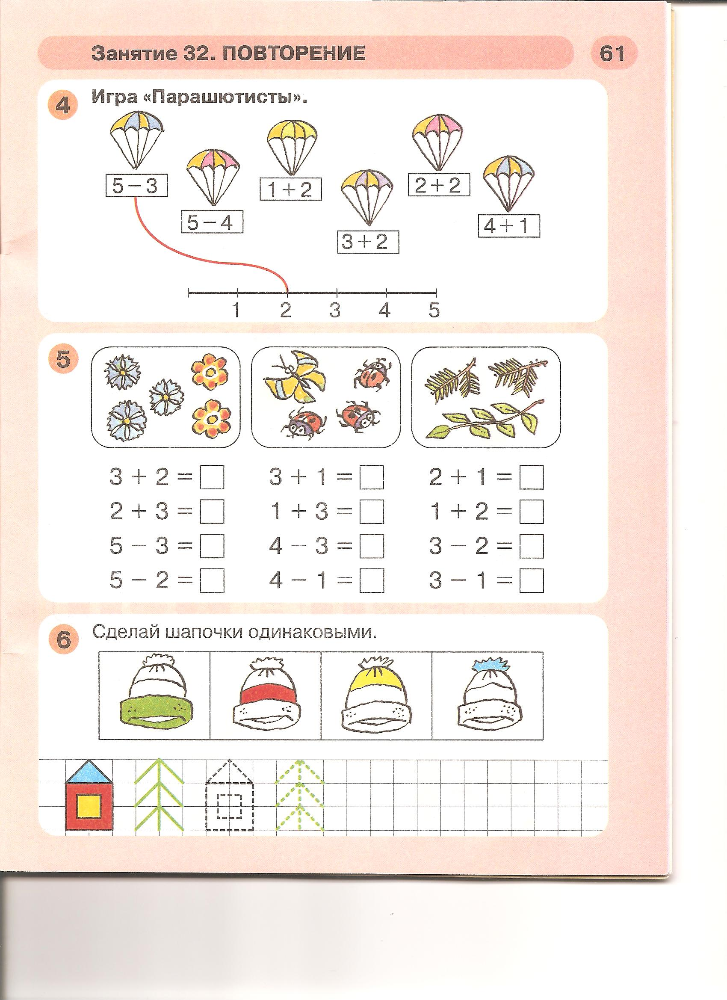 Занятие 32. ПОВТОРЕНИЕ 61
4 Игра «Парашютисты».
5 – 3
5 – 4
1 + 2
3 + 2
2 + 2
4 + 1
1 2 3 4 5
5
3 + 2 = 3 + 1 = 2 + 1 =
2 + 3 = 1 + 3 = 1 + 2 =
5 – 3 = 4 – 3 = 3 – 2 =
5 – 2 = 4 – 1 = 3 – 1 =
6 Сделай шапочки одинаковыми.